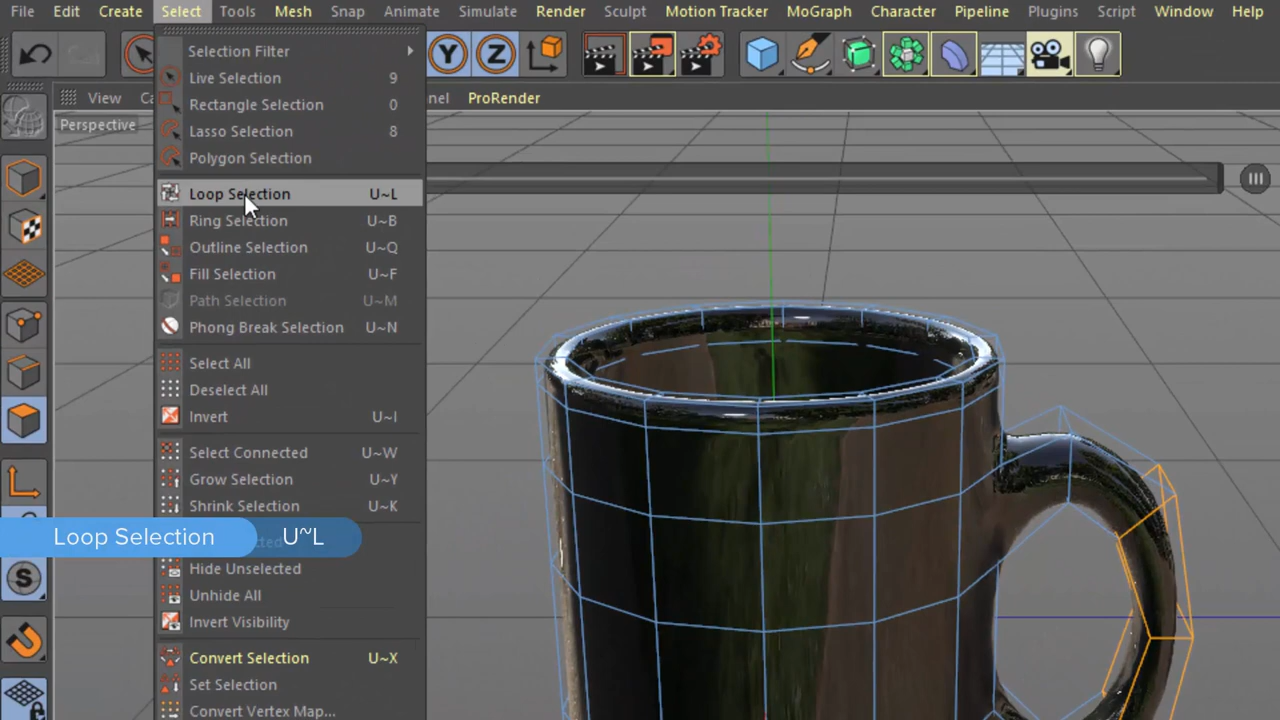 File Edit Create Select Tools Mesh Snap Animate Simulate Render Sculpt Motion Tracker MoGraph Character Pipeline Plugins Script Window Help
Y Z
View
ProRender
Perspective
Selection Filter
Live Selection 9
Rectangle Selection 0
Lasso Selection 8
Polygon Selection
Loop Selection U~L
Ring Selection U~B
Outline Selection U~Q
Fill Selection U~F
Path Selection U~M
Phong Break Selection U~N
Select All
Deselect All
Invert U~I
Select Connected U~W
Grow Selection U~Y
Shrink Selection U~K
Loop Selection U~L
Hide Unselected
Unhide All
Invert Visibility
Convert Selection U~X
Set Selection
Convert Vertex Map...
S